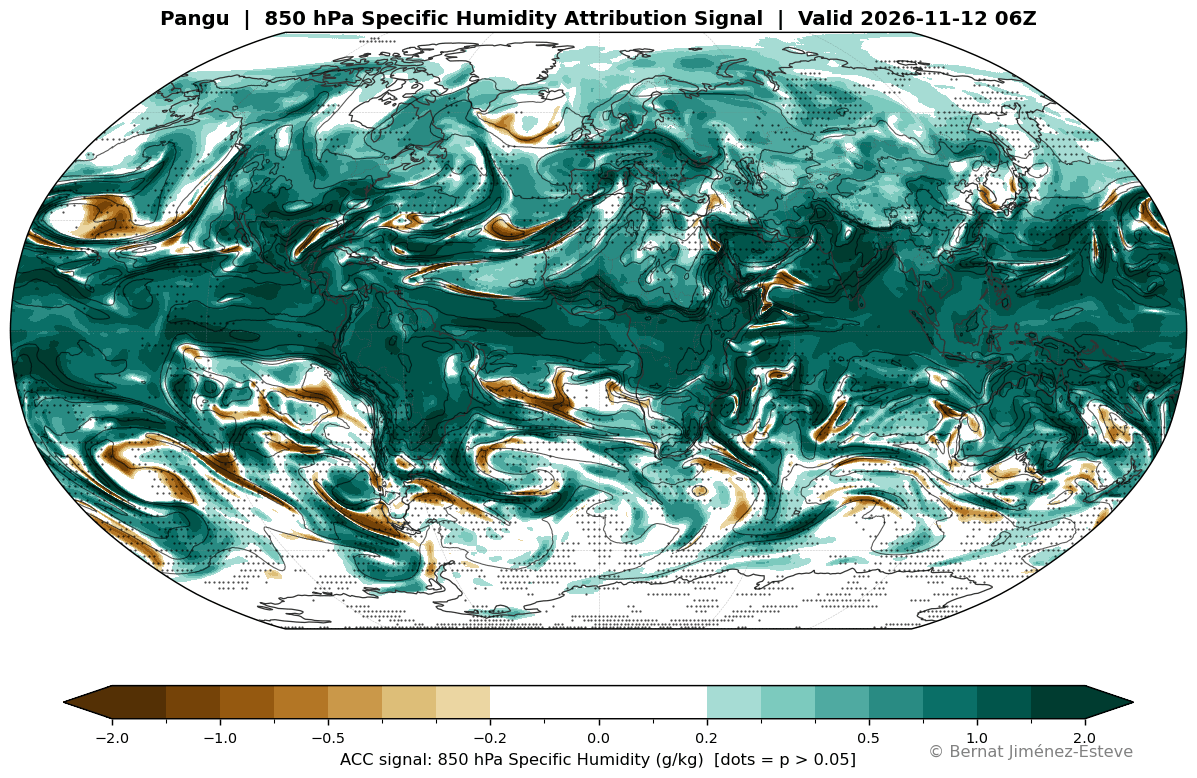 Pangu | 850 hPa Specific Humidity Attribution Signal | Valid 2026-11-12 06Z
−2.0 −1.0 −0.5 −0.2 0.0 0.2 0.5 1.0 2.0
ACC signal: 850 hPa Specific Humidity (g/kg) [dots = p > 0.05]
© Bernat Jiménez-Esteve